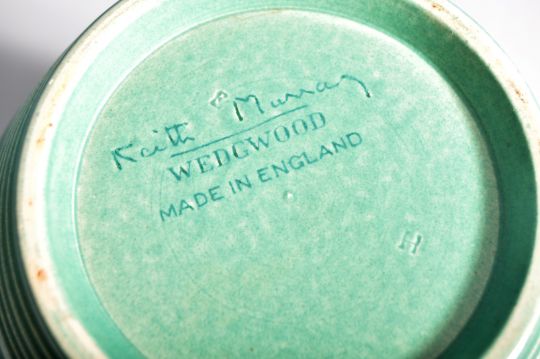 Keith Murray
WEDGWOOD
MADE IN ENGLAND
H